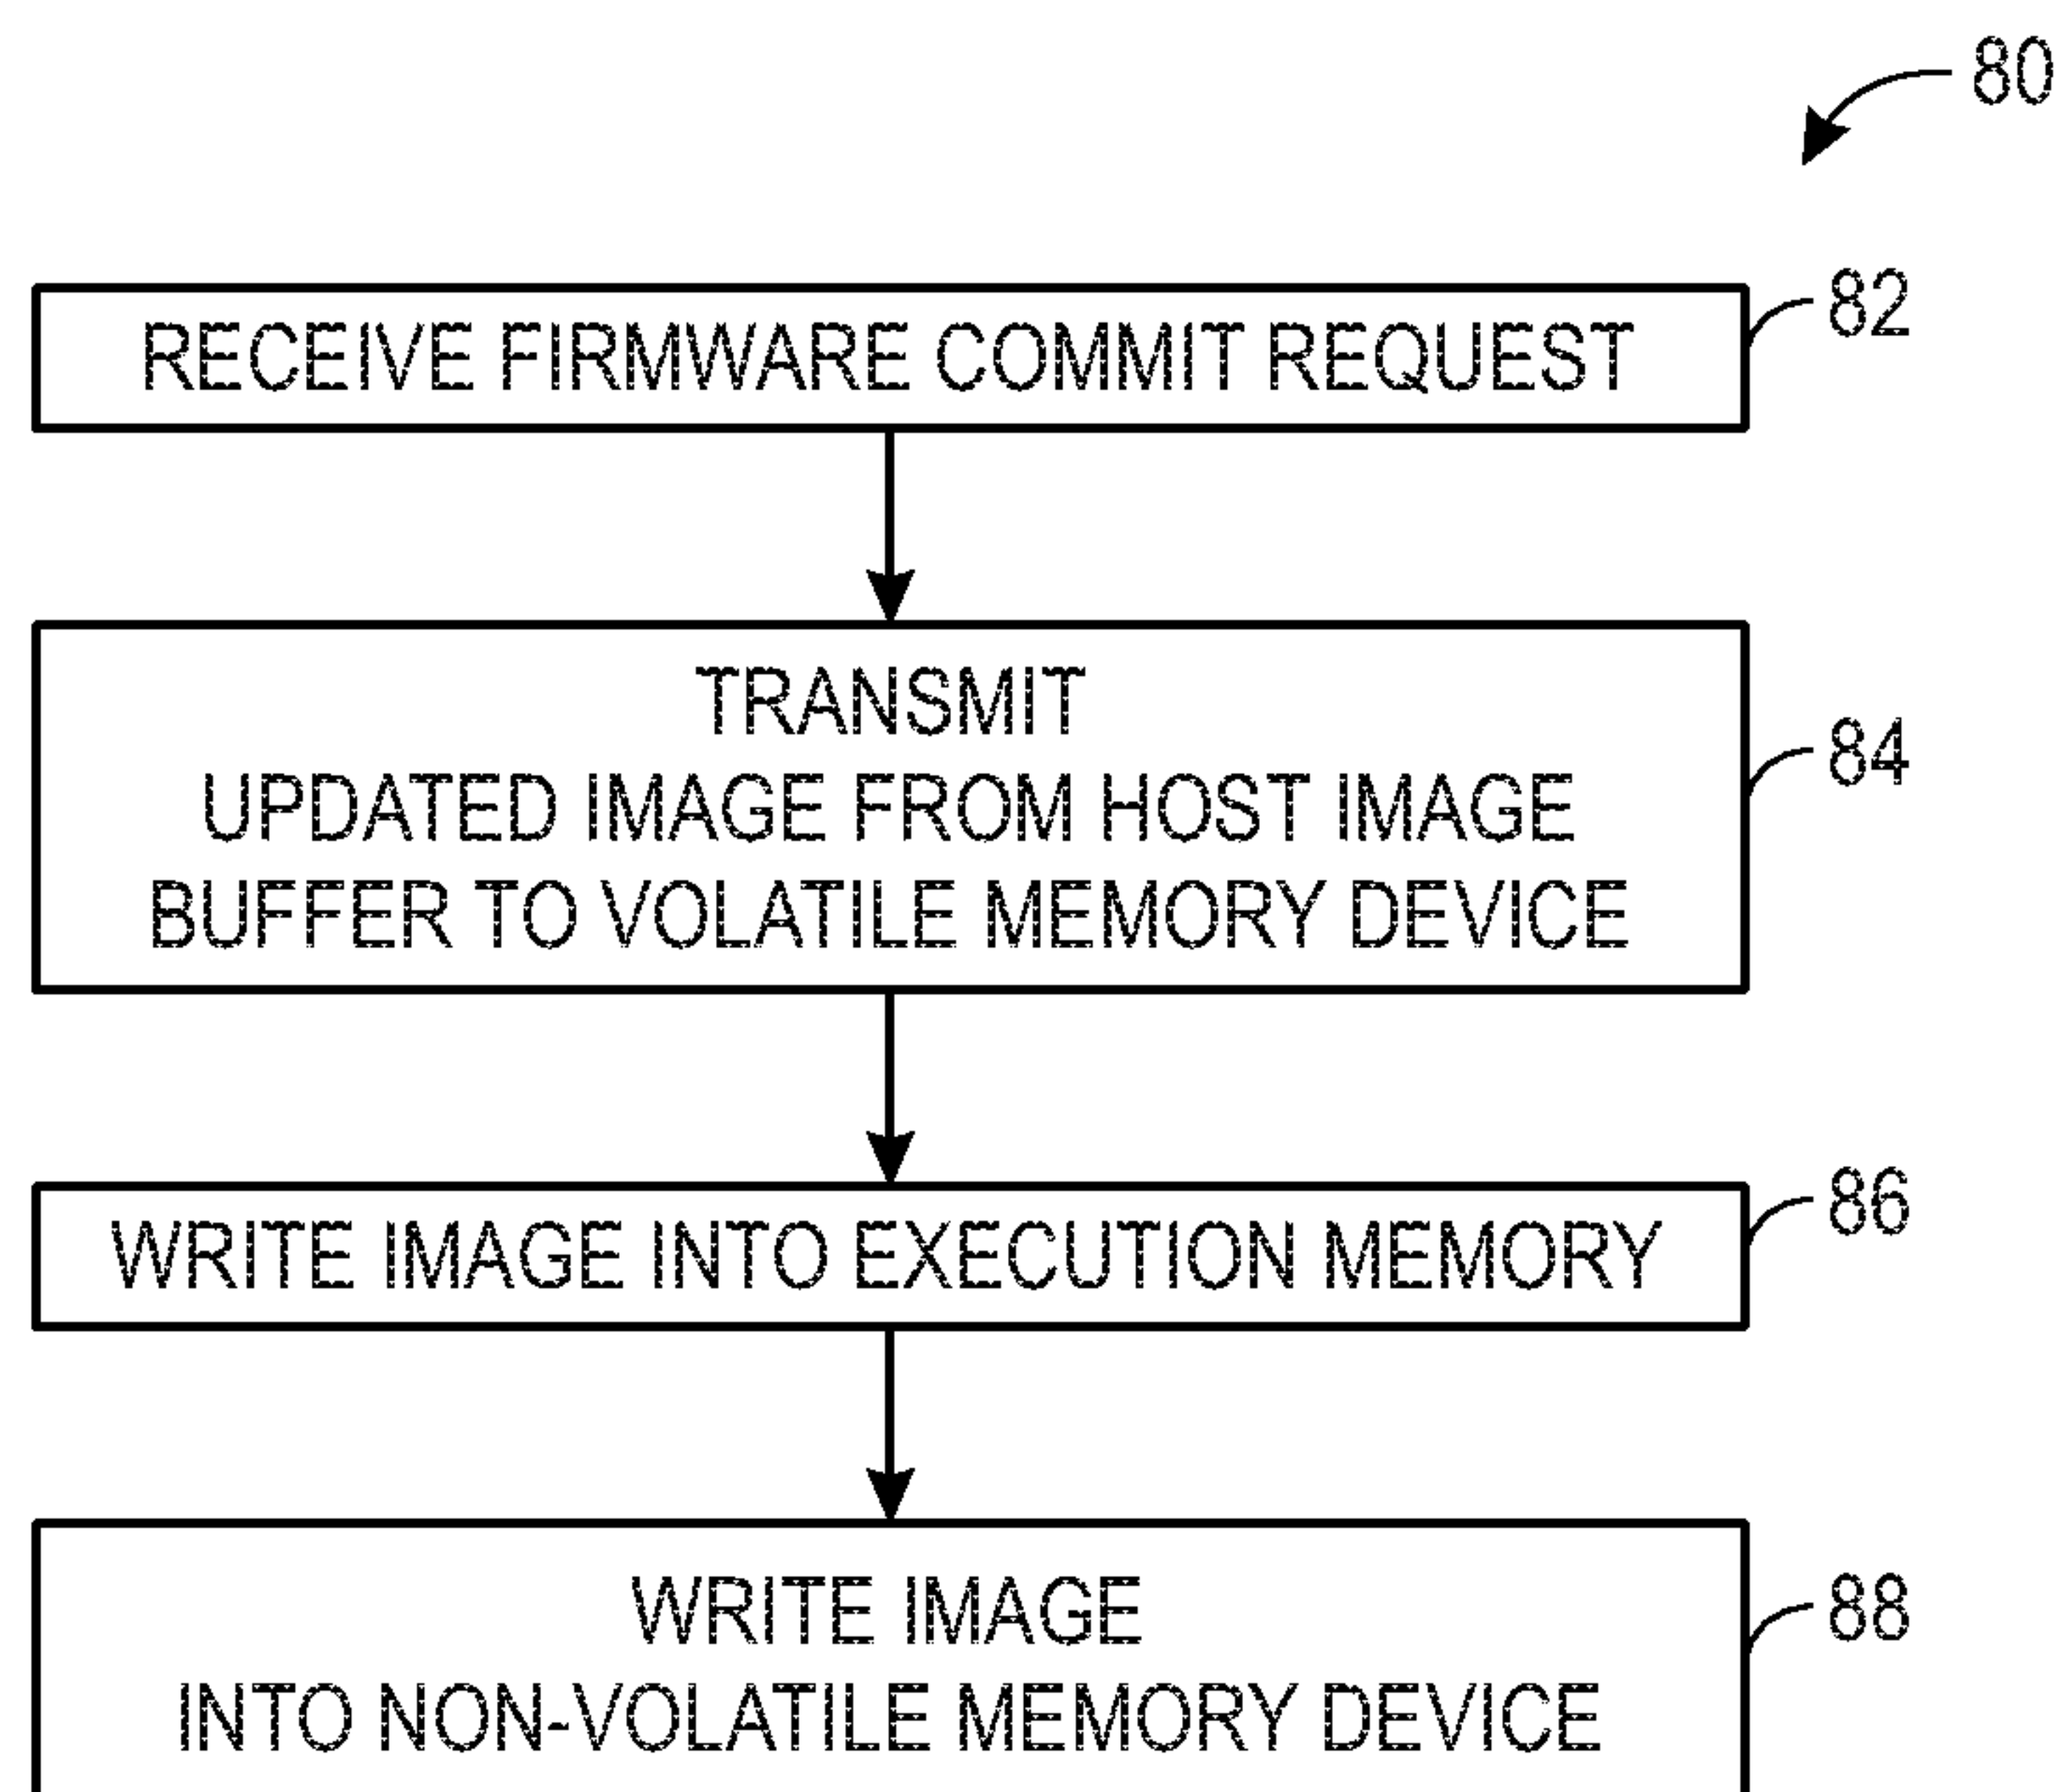 80
RECEIVE FIRMWARE COMMIT REQUEST
82
TRANSMIT
UPDATED IMAGE FROM HOST IMAGE
BUFFER TO VOLATILE MEMORY DEVICE
84
WRITE IMAGE INTO EXECUTION MEMORY
86
WRITE IMAGE
INTO NON-VOLATILE MEMORY DEVICE
88